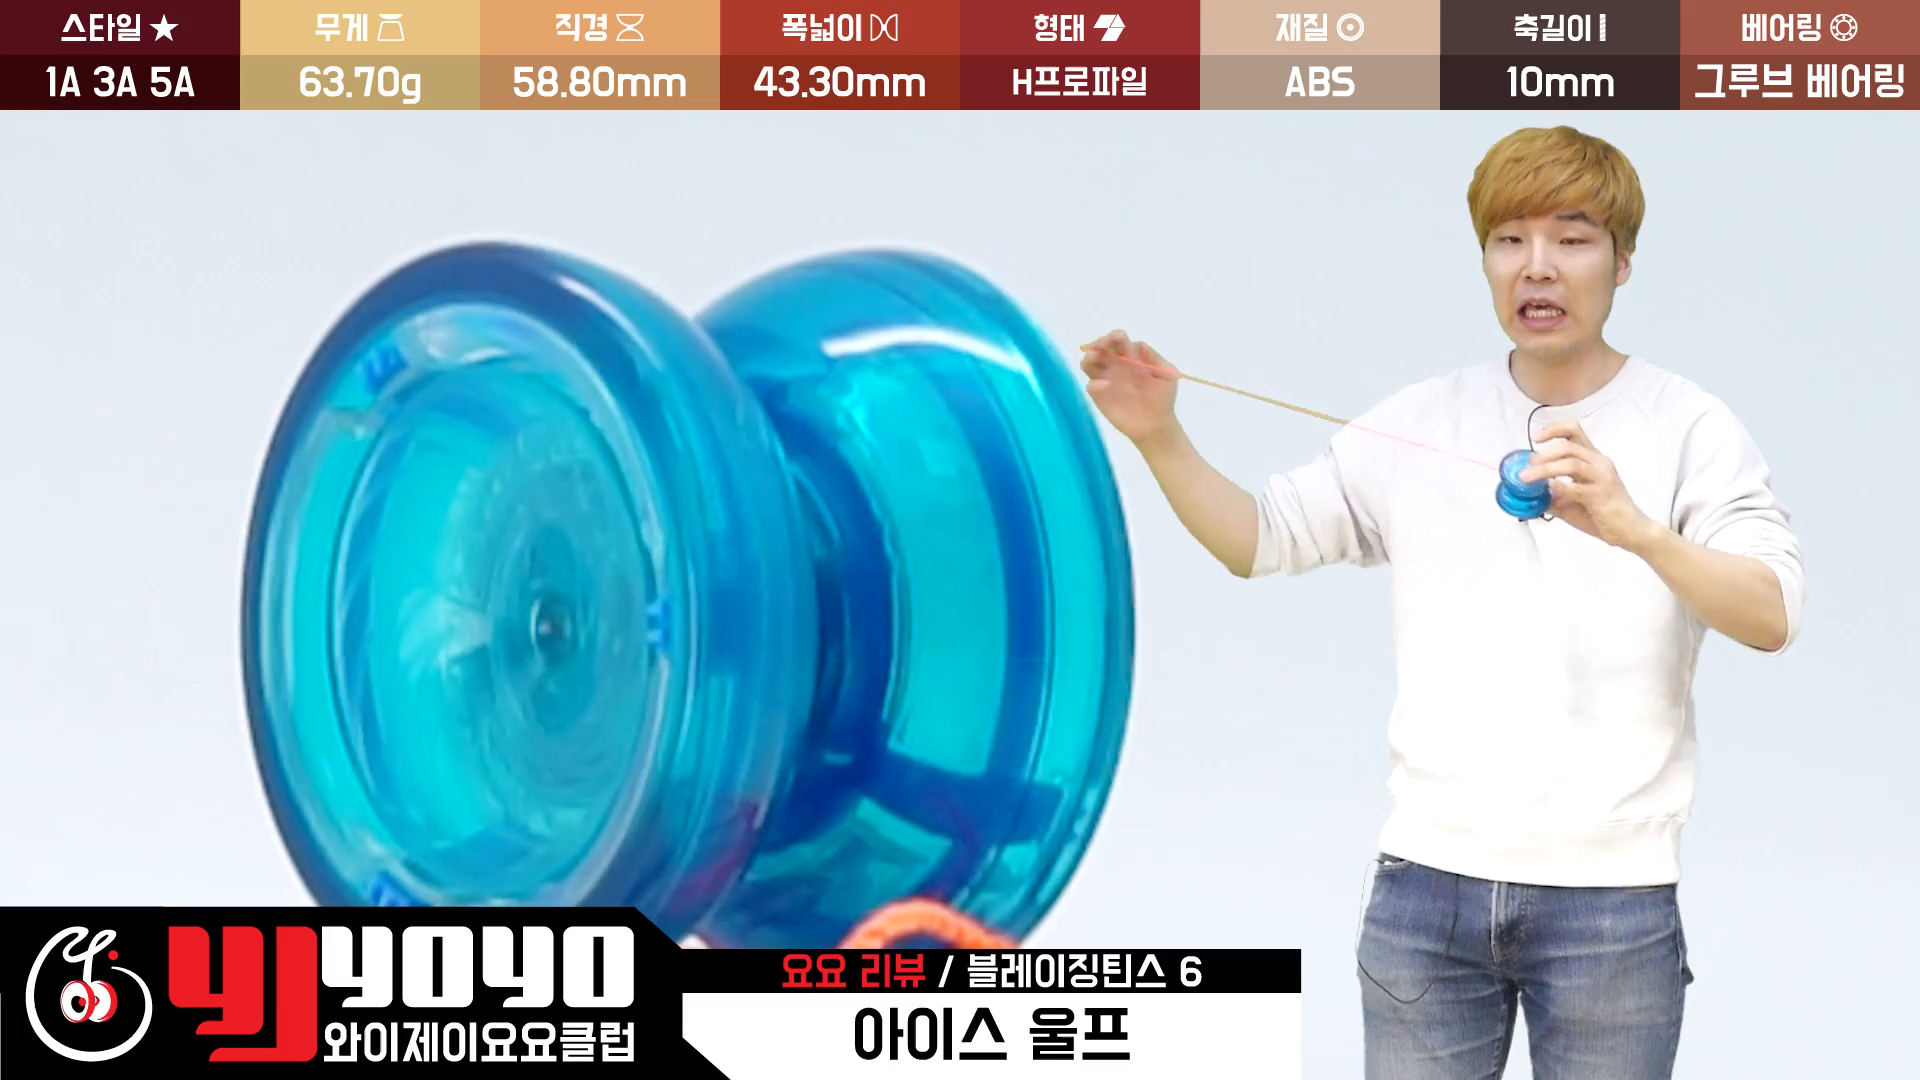 스타일 ★
무게
직경
폭넓이
형태
재질
축길이
베어링
1A 3A 5A
63.70g
58.80mm
43.30mm
H프로파일
ABS
10mm
그루브 베어링
YJYOYO
와이제이요요클럽
요요 리뷰 / 블레이징틴스 6
아이스 울프